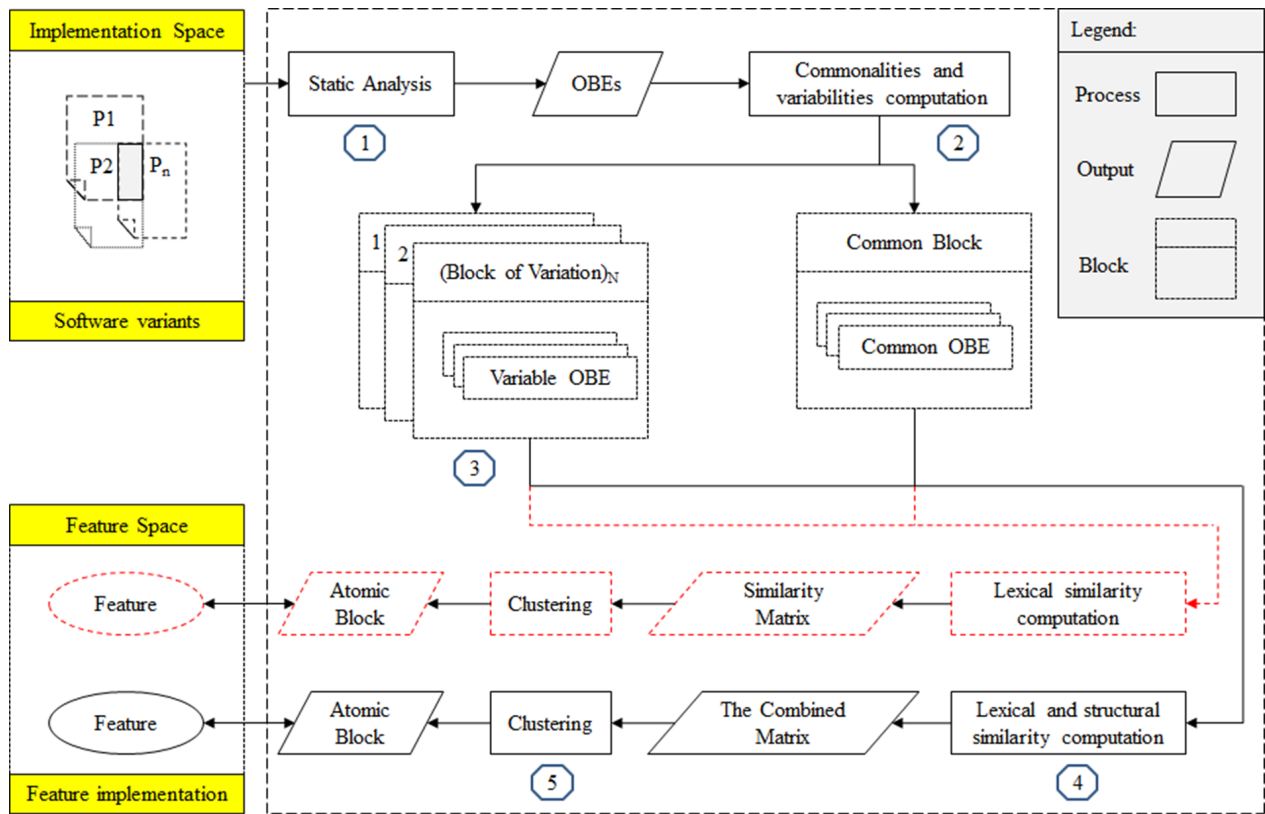 Implementation Space
P1
P2
Pn
Software variants
Static Analysis
1
OBEs
Commonalities and
variabilities computation
2
Legend:
Process
Output
Block
1
2
(Block of Variation)N
Variable OBE
3
Common Block
Common OBE
Feature Space
Feature
Atomic
Block
Clustering
Similarity
Matrix
Lexical similarity
computation
Feature
Atomic
Block
Clustering
5
The Combined
Matrix
Lexical and structural
similarity computation
4
Feature implementation